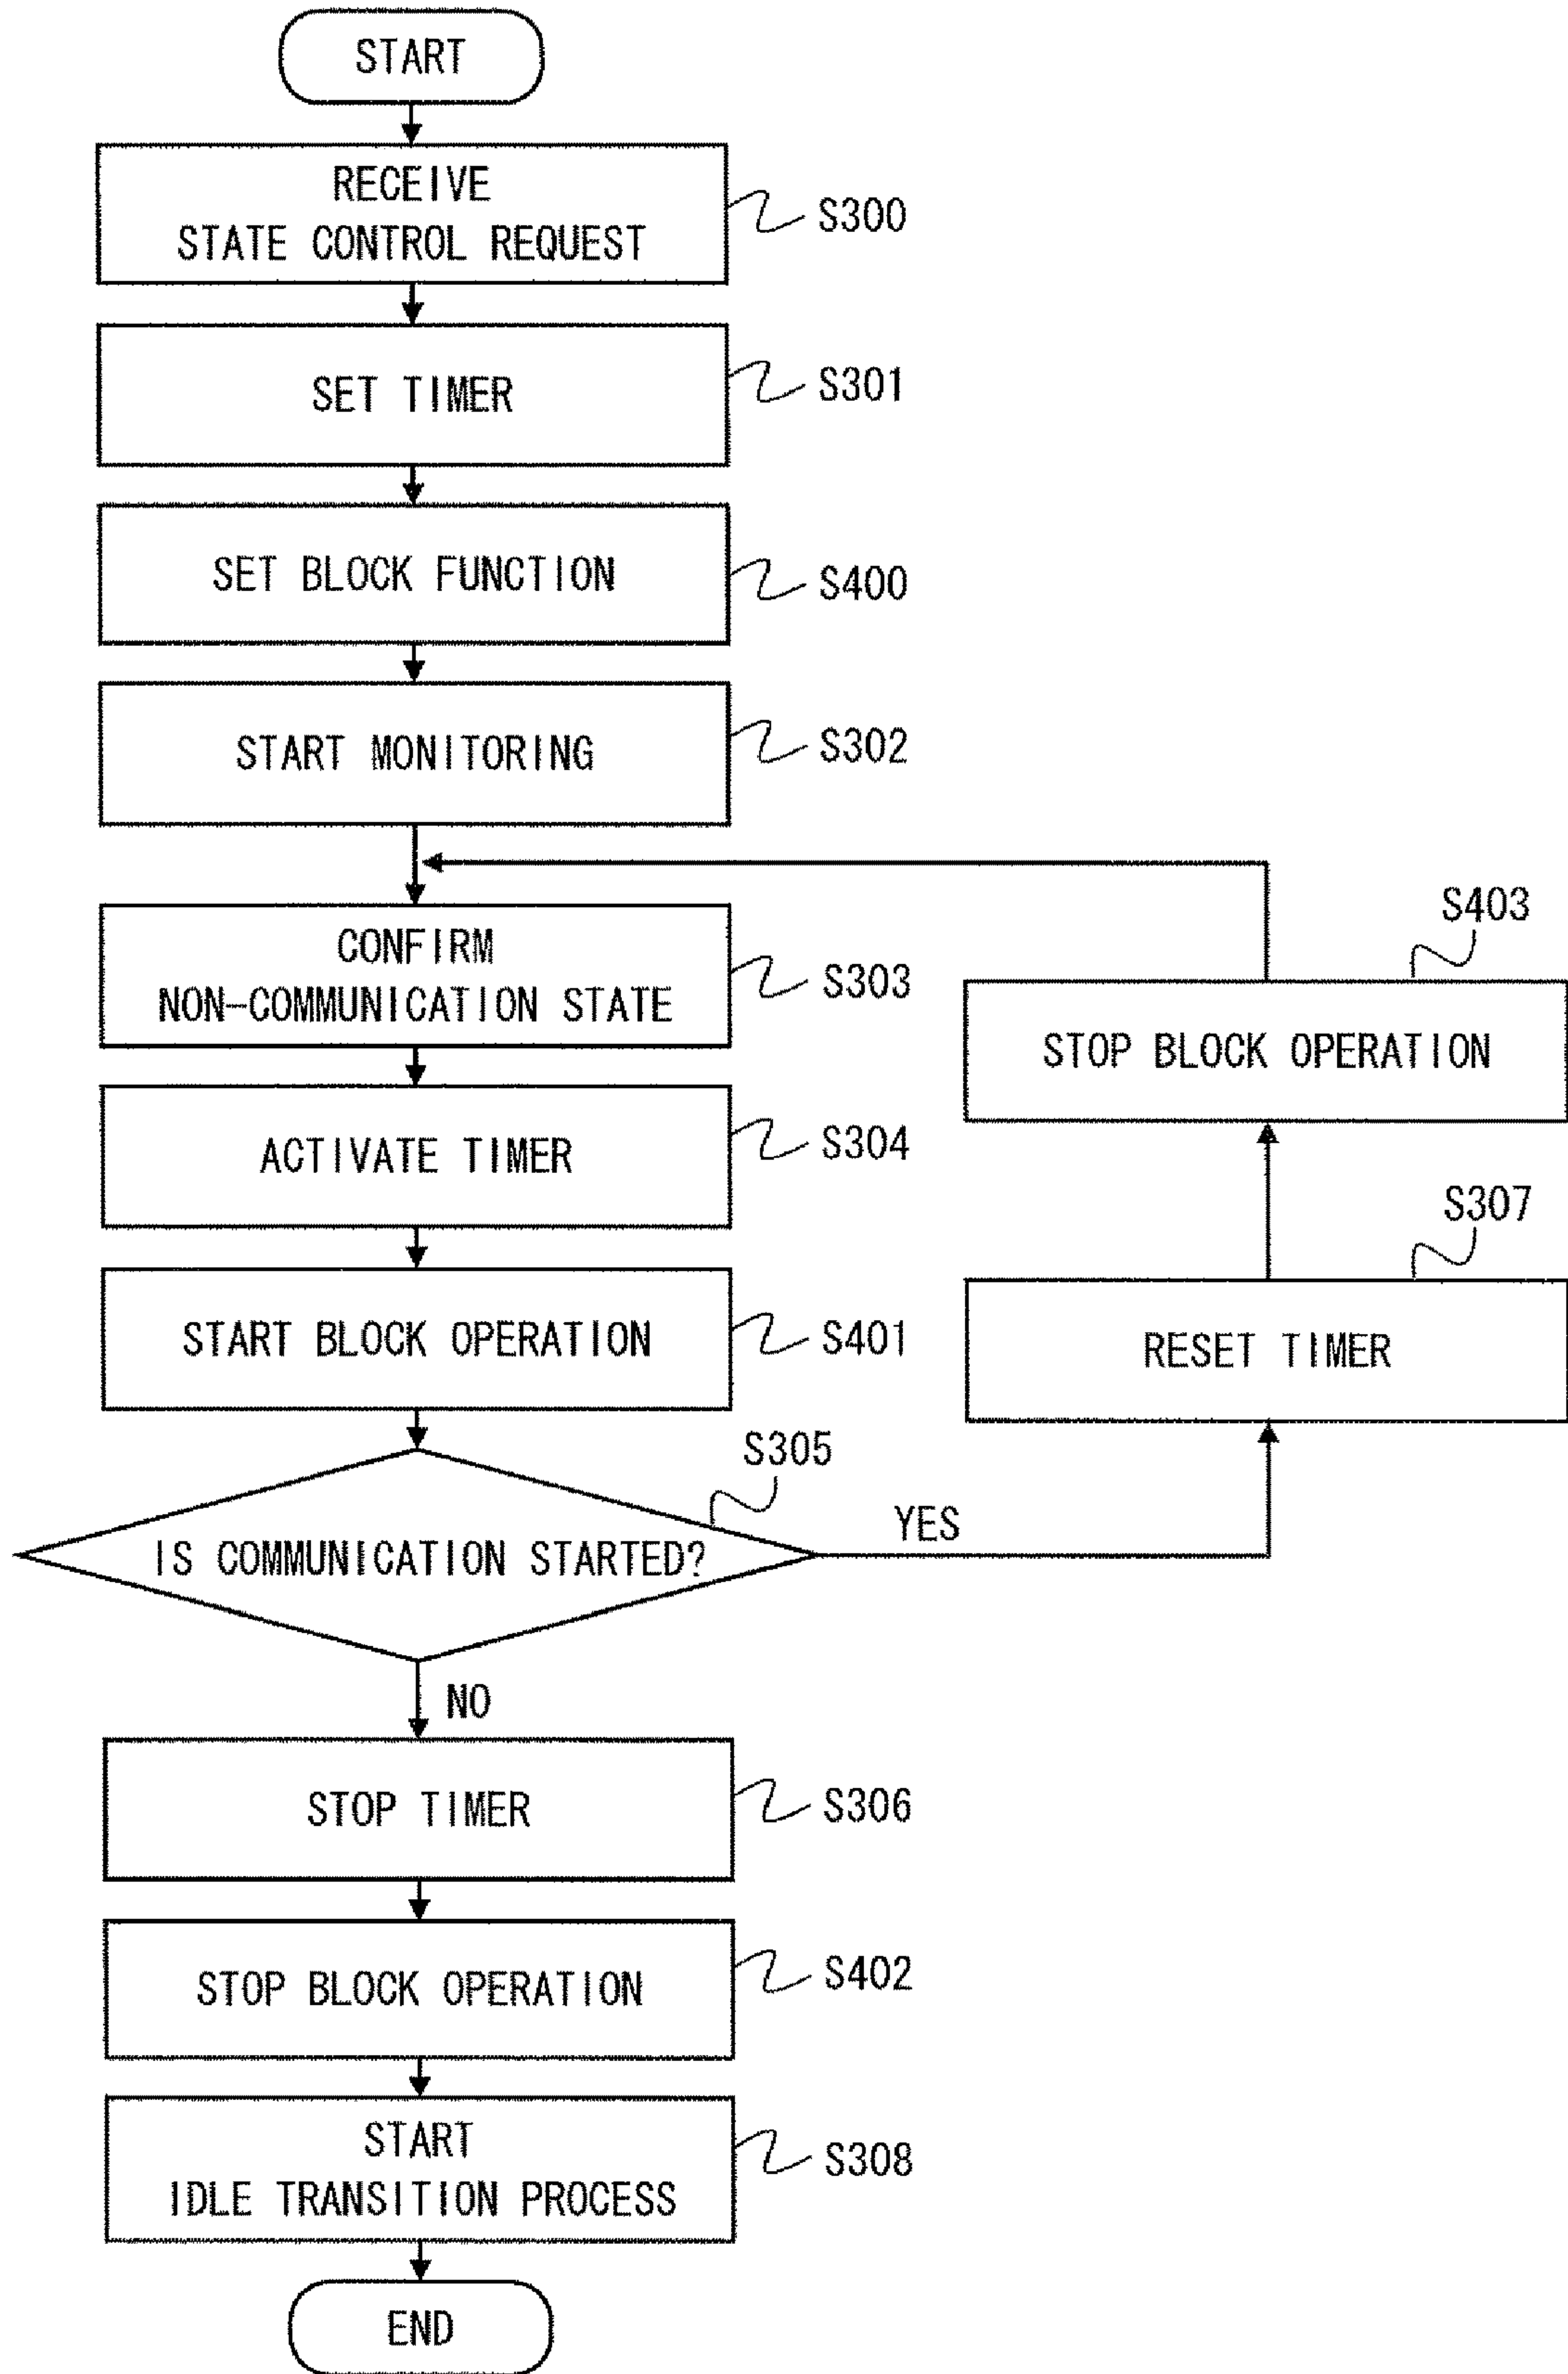 START
RECEIVE
STATE CONTROL REQUEST
S300
SET TIMER
S301
SET BLOCK FUNCTION
S400
START MONITORING
S302
CONFIRM
NON-COMMUNICATION STATE
S303
S403
STOP BLOCK OPERATION
ACTIVATE TIMER
S304
S307
RESET TIMER
START BLOCK OPERATION
S401
S305
IS COMMUNICATION STARTED?
YES
NO
STOP TIMER
S306
STOP BLOCK OPERATION
S402
START
IDLE TRANSITION PROCESS
S308
END